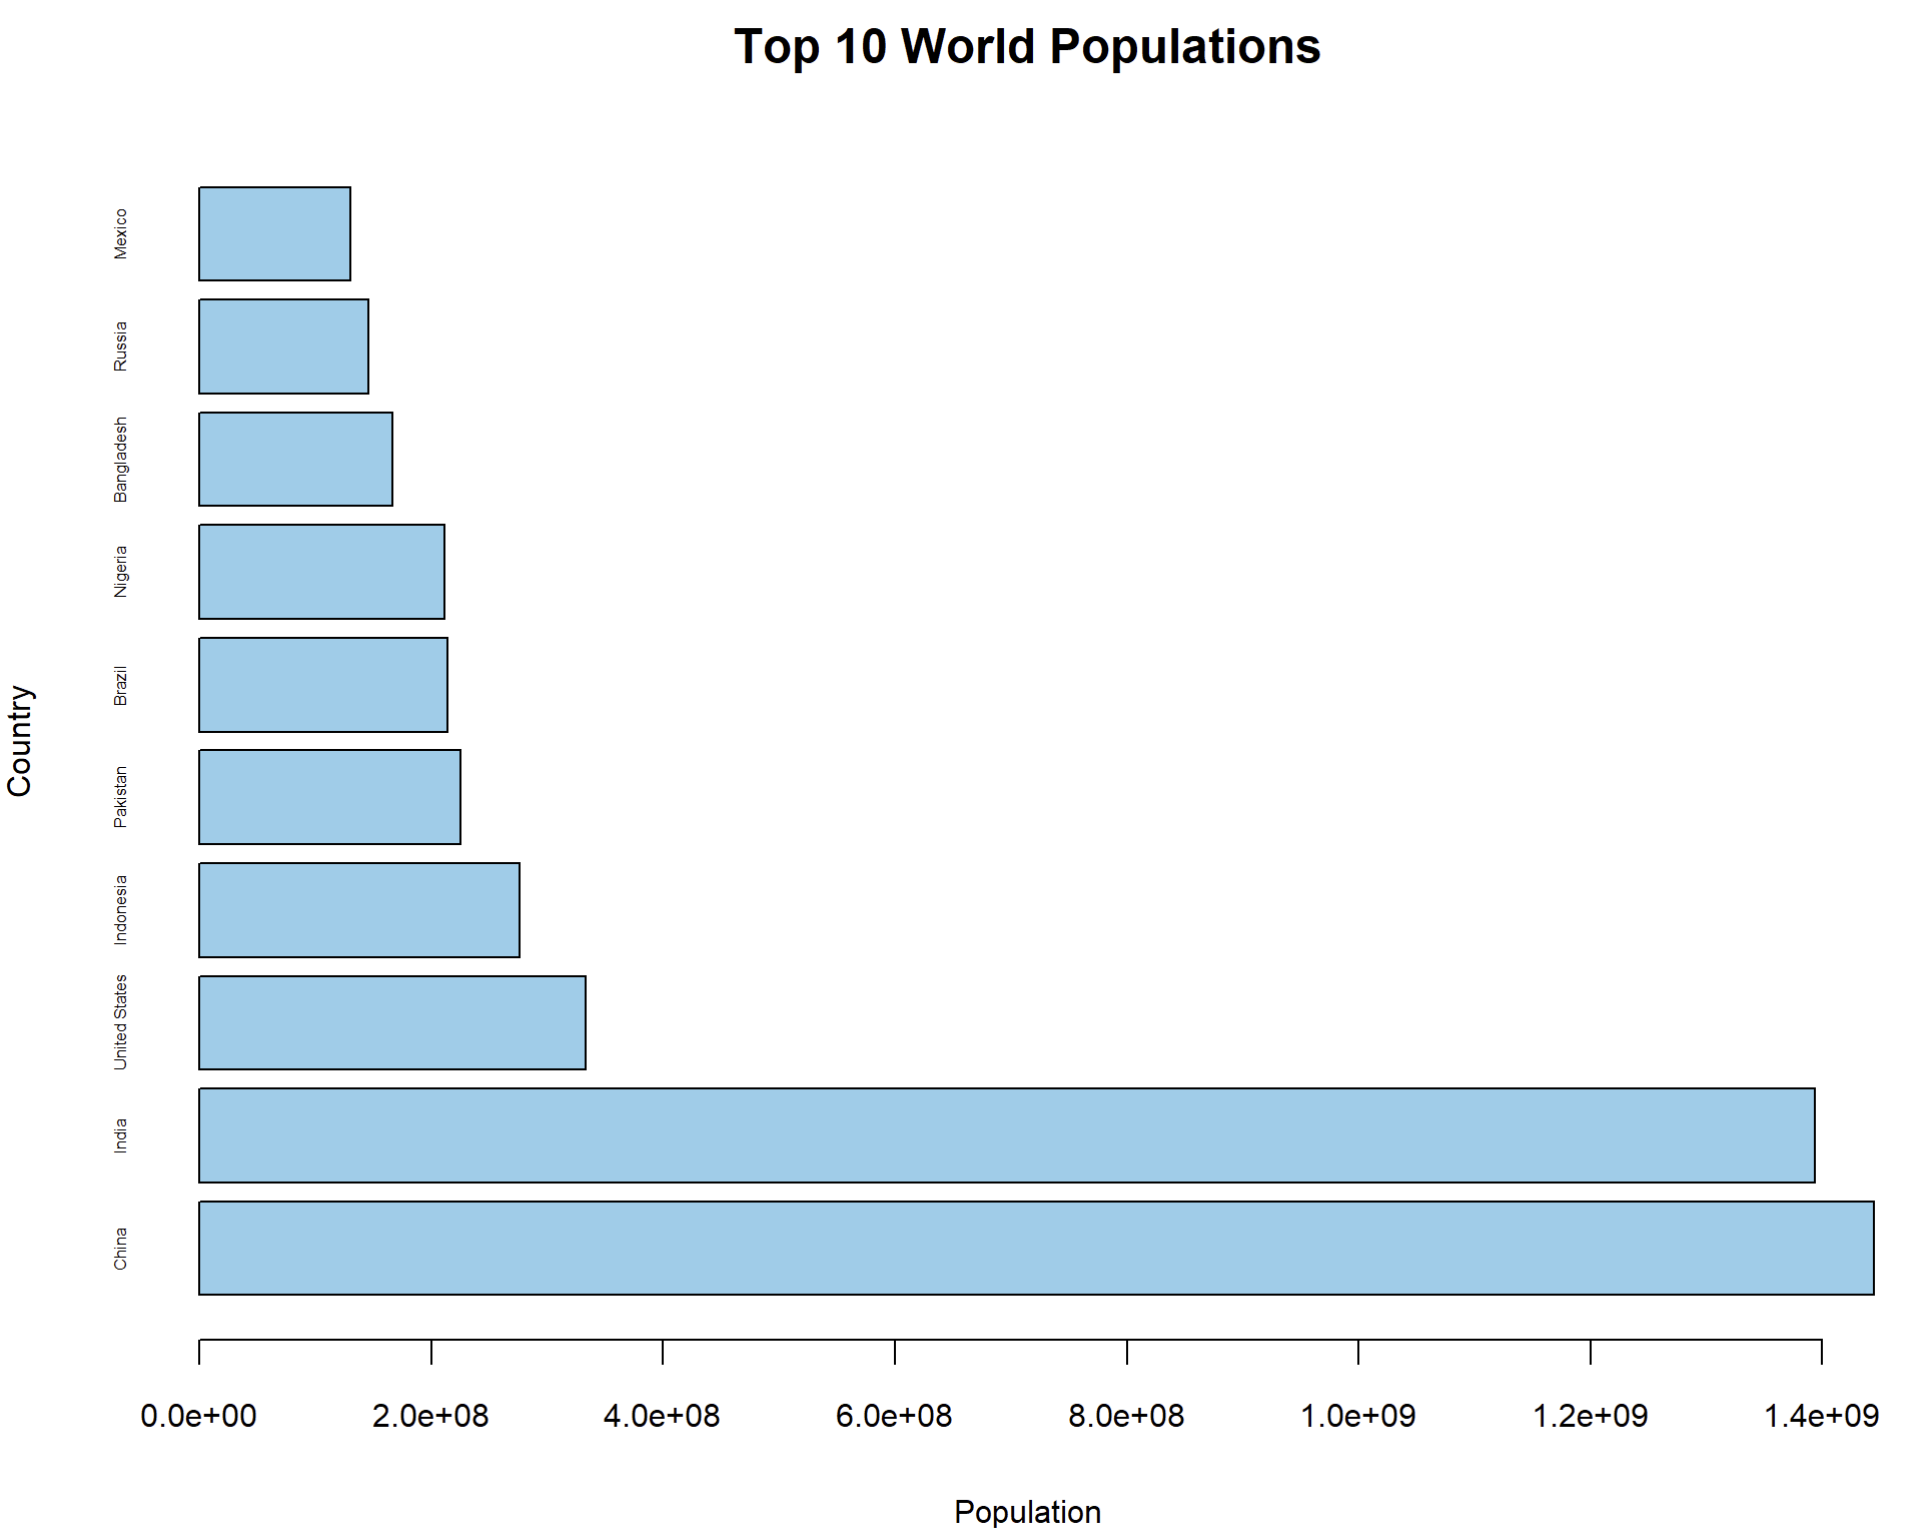 Top 10 World Populations
Mexico
Russia
Bangladesh
Nigeria
Brazil
Pakistan
Indonesia
United States
India
China
Country
0.0e+00 2.0e+08 4.0e+08 6.0e+08 8.0e+08 1.0e+09 1.2e+09 1.4e+09
Population